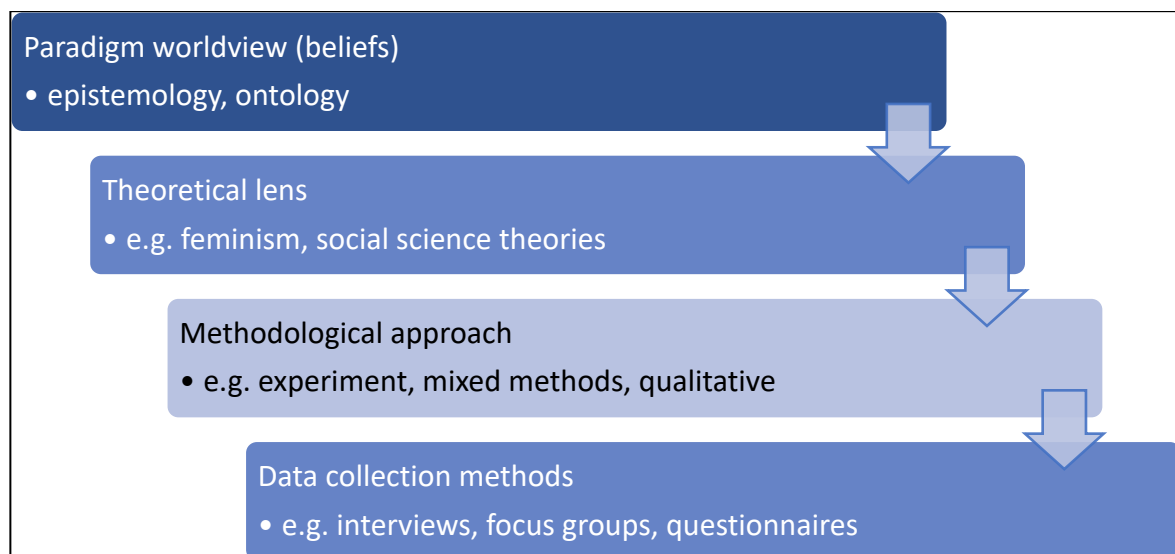 Paradigm worldview (beliefs)
• epistemology, ontology
Theoretical lens
• e.g. feminism, social science theories
Methodological approach
• e.g. experiment, mixed methods, qualitative
Data collection methods
• e.g. interviews, focus groups, questionnaires